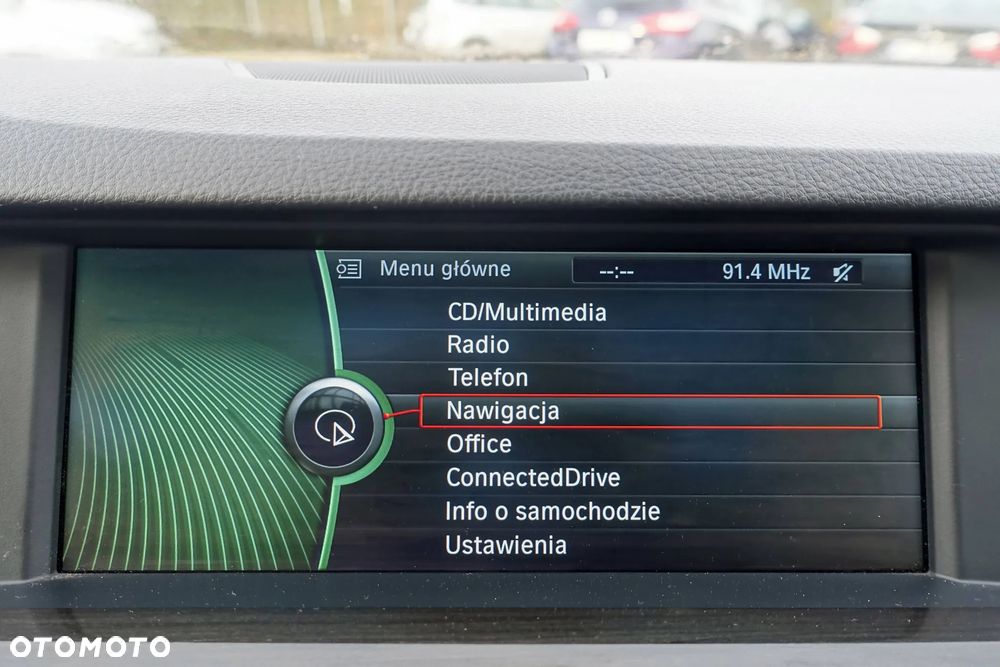 Menu główne --:-- 91.4 MHz
CD/Multimedia
Radio
Telefon
Nawigacja
Office
ConnectedDrive
Info o samochodzie
Ustawienia
OTOMOTO